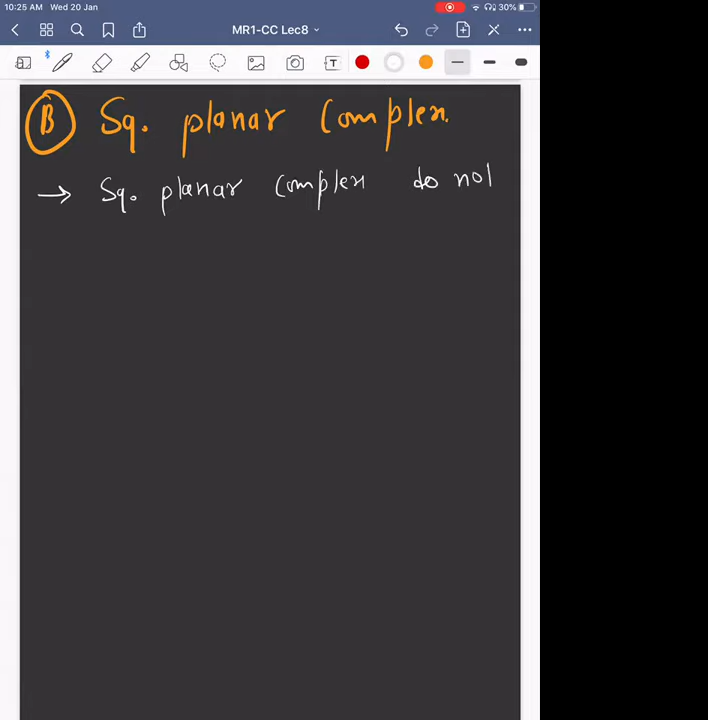 10:25 AM Wed 20 Jan
30%
MR1-CC Lec8
T
B Sq. planar Complex.
→ Sq. planar complex do not